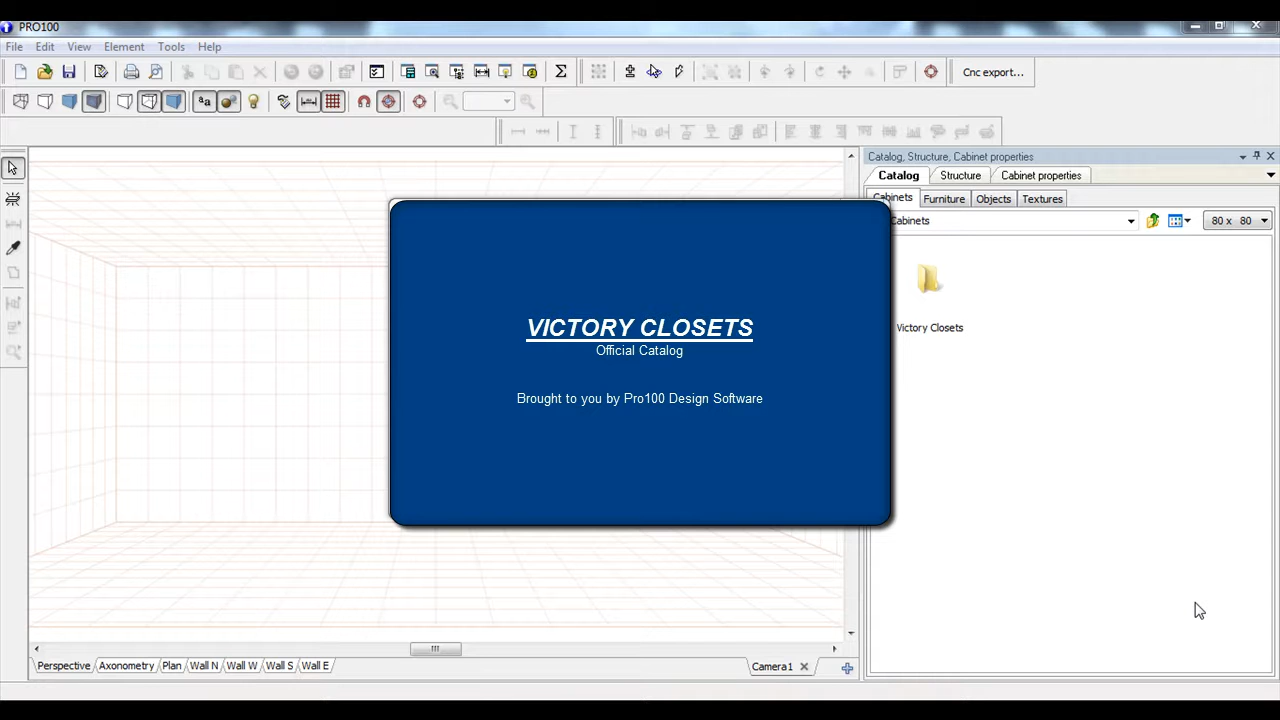 PRO100
File Edit View Element Tools Help
Cnc export...
Catalog, Structure, Cabinet properties
Catalog Structure Cabinet properties
Cabinets Furniture Objects Textures
Cabinets 80 x 80
Victory Closets
VICTORY CLOSETS
Official Catalog
Brought to you by Pro100 Design Software
Perspective Axonometry Plan Wall N Wall W Wall S Wall E Camera1